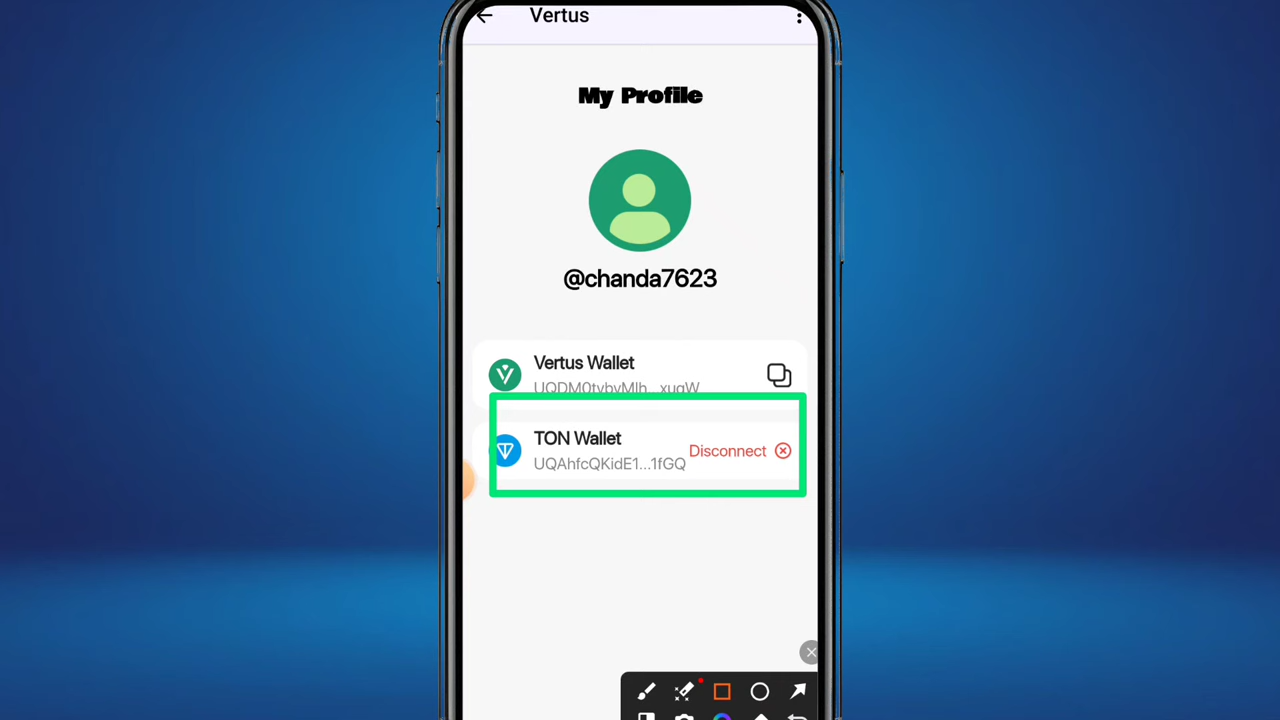 Vertus
My Profile
@chanda7623
Vertus Wallet
TON Wallet
Disconnect
UQAhfcQKidE1...1fGQ